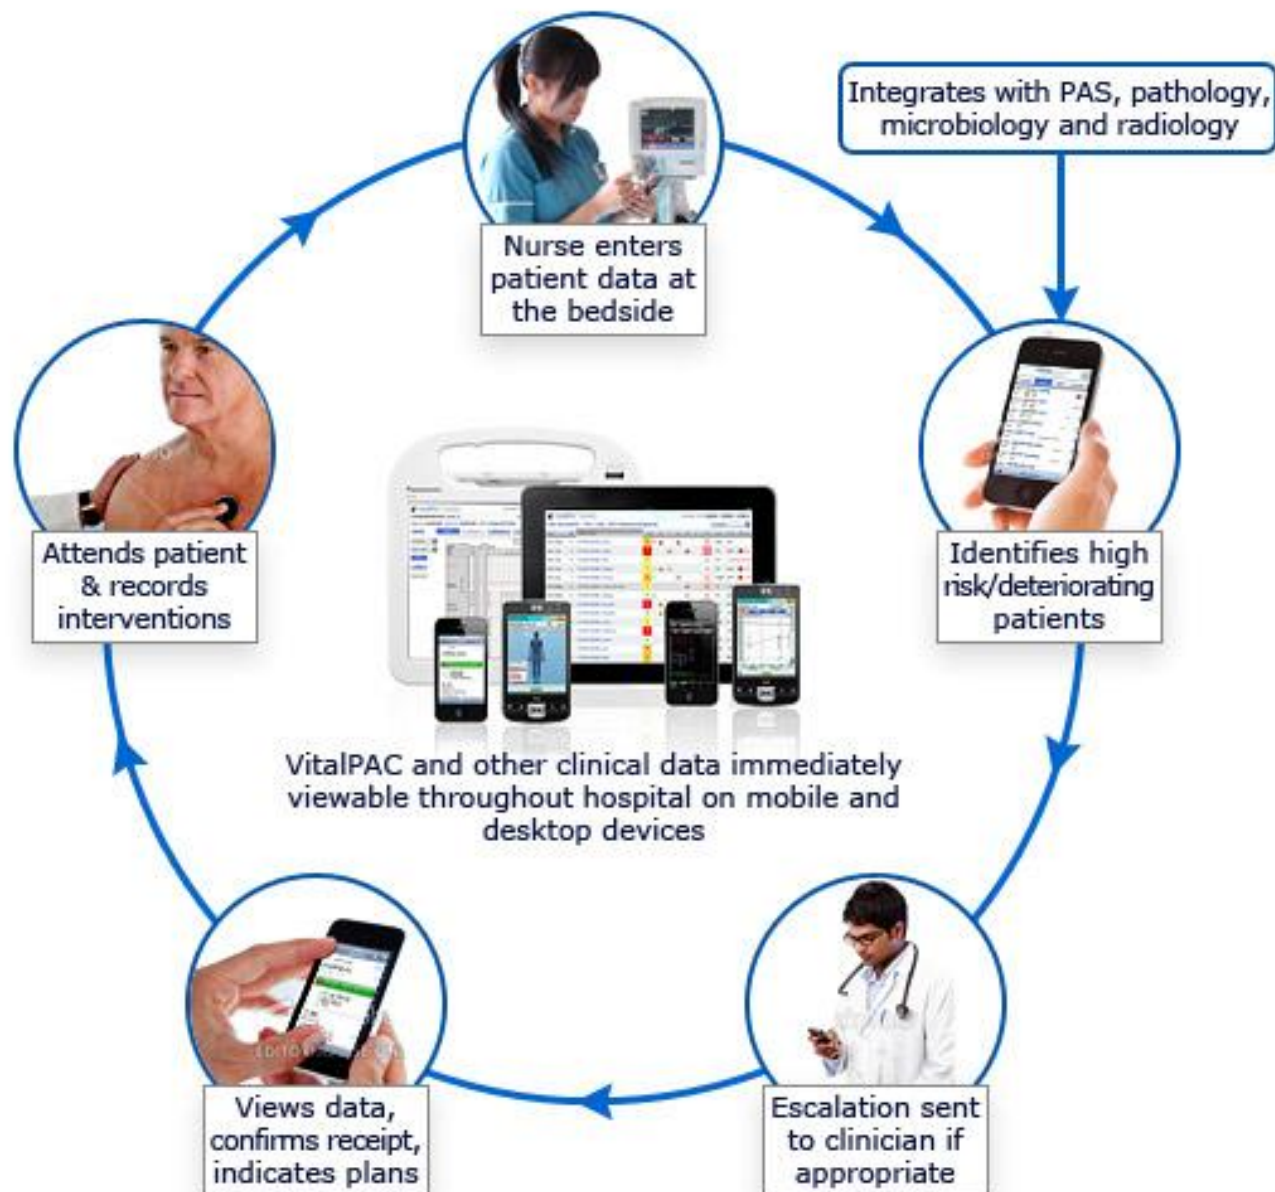 Integrates with PAS, pathology,
microbiology and radiology
Nurse enters
patient data at
the bedside
Identifies high
risk/deteriorating
patients
Attends patient
& records
interventions
VitalPAC and other clinical data immediately
viewable throughout hospital on mobile and
desktop devices
Escalation sent
to clinician if
appropriate
Views data,
confirms receipt,
indicates plans